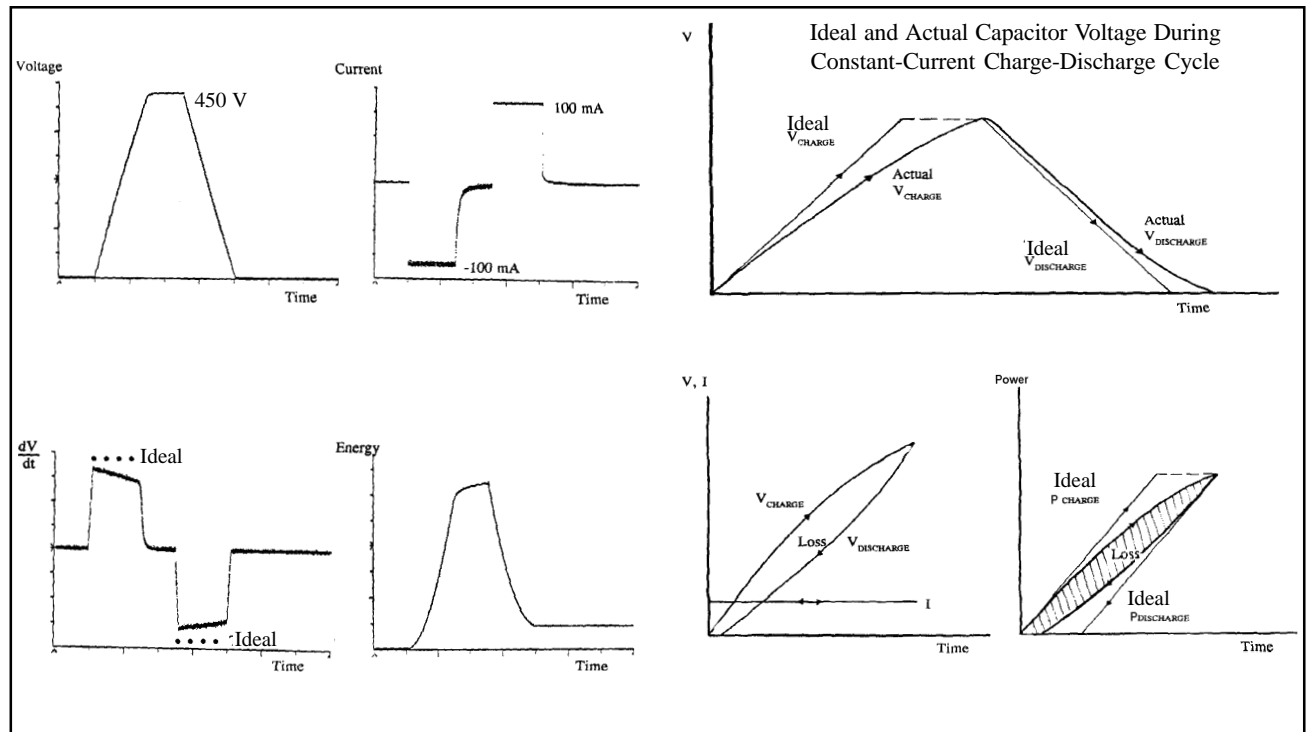 Voltage
450 V
Time
Current
100 mA
-100 mA
Time
V
Ideal and Actual Capacitor Voltage During
Constant-Current Charge-Discharge Cycle
Ideal
VCHARGE
Actual
VCHARGE
Actual
VDISCHARGE
Ideal
VDISCHARGE
Time
dV
dt
Ideal
Ideal
Time
Energy
Time
V, I
VCHARGE
Loss
VDISCHARGE
I
Time
Power
Ideal
P CHARGE
Loss
Ideal
PDISCHARGE
Time